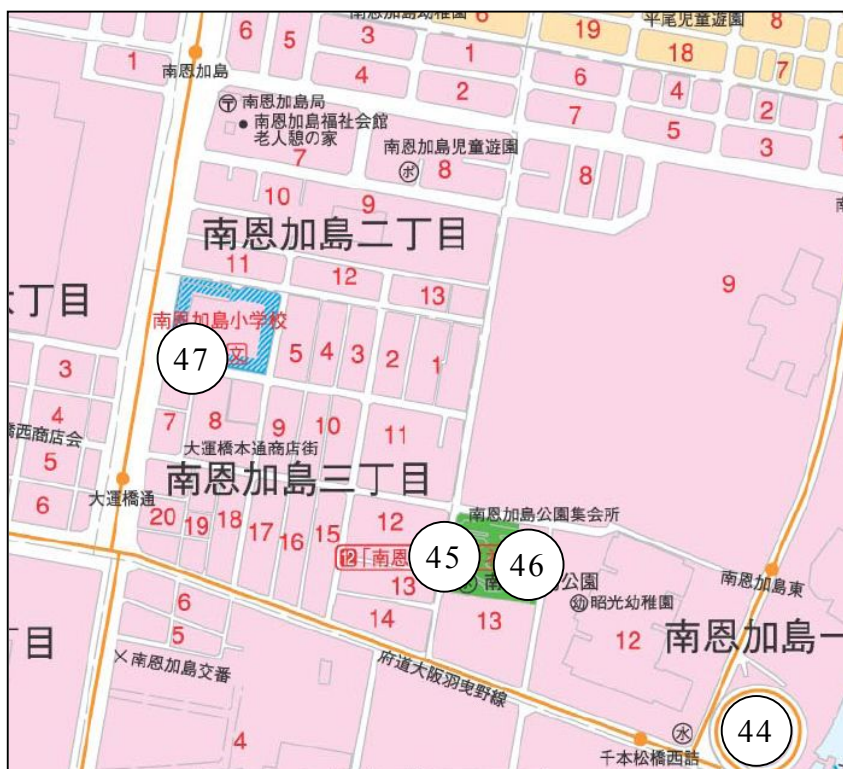 南恩加島幼稚園
6
19
平尾児童遊園
8
6
5
3
1
18
7
1
南恩加島
4
2
6
4
2
〒南恩加島局
南恩加島福祉会館
老人憩の家
7
5
3
7
南恩加島児童遊園
ポ
8
8
10
9
南恩加島二丁目
9
11
12
13
丁目
南恩加島小学校
47
文
5
4
3
2
1
3
4
橋西商店会
5
6
7
8
9
10
11
大運橋本通商店街
南恩加島三丁目
大運橋通
20
19
18
17
16
15
12
南恩加島公園集会所
⑫「南恩
45
46
13
公園
南恩加島東
幼昭光幼稚園
14
13
12
南恩加島一
6
5
丁目
南恩加島交番
府道大阪羽曳野線
4
水
44
千本松橋西詰